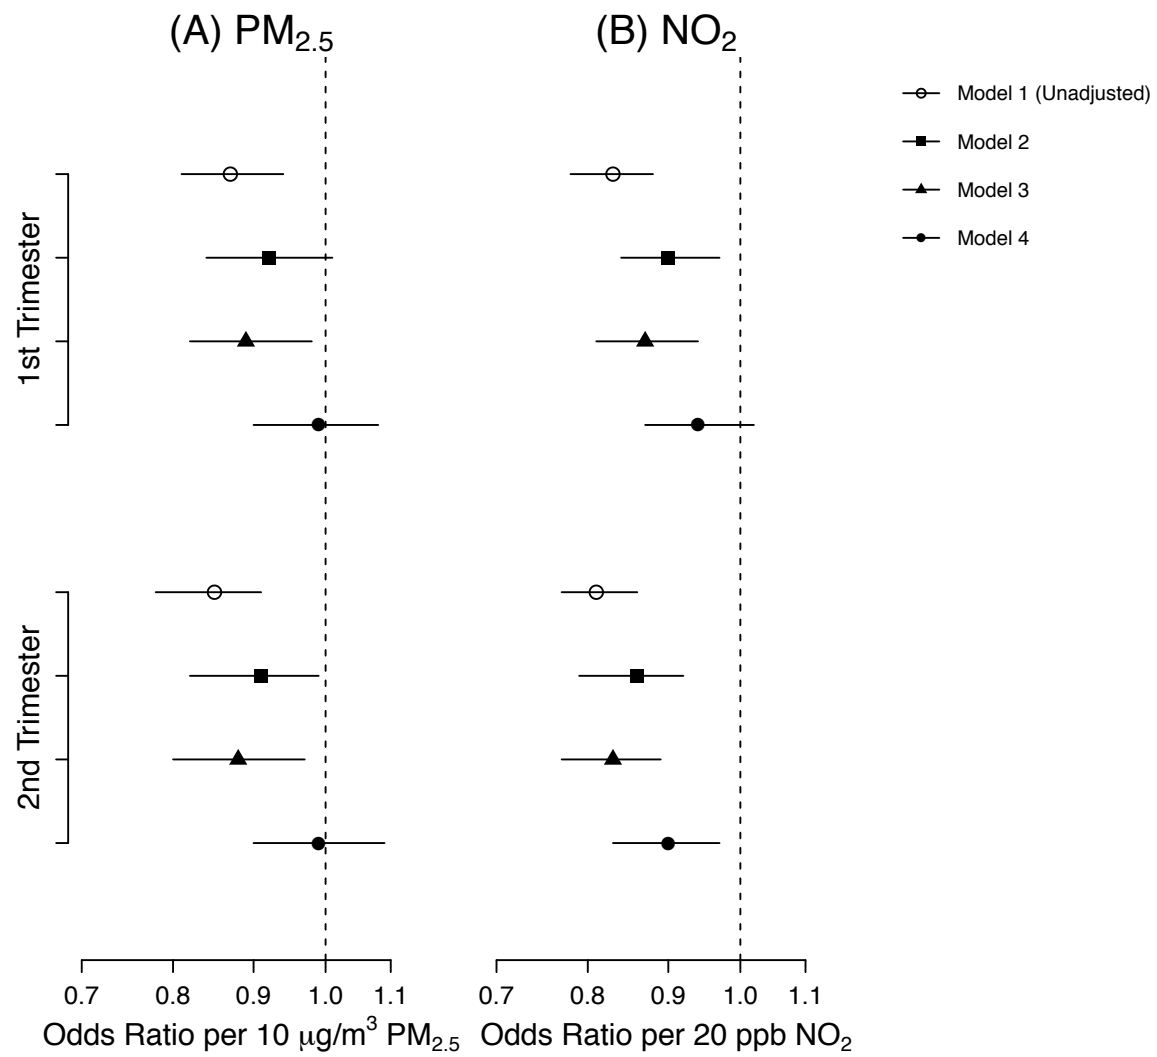 (A) PM₂.₅
(B) NO₂
Model 1 (Unadjusted)
Model 2
Model 3
Model 4
1st Trimester
2nd Trimester
0.7 0.8 0.9 1.0 1.1
0.7 0.8 0.9 1.0 1.1
Odds Ratio per 10 μg/m³ PM₂.₅
Odds Ratio per 20 ppb NO₂